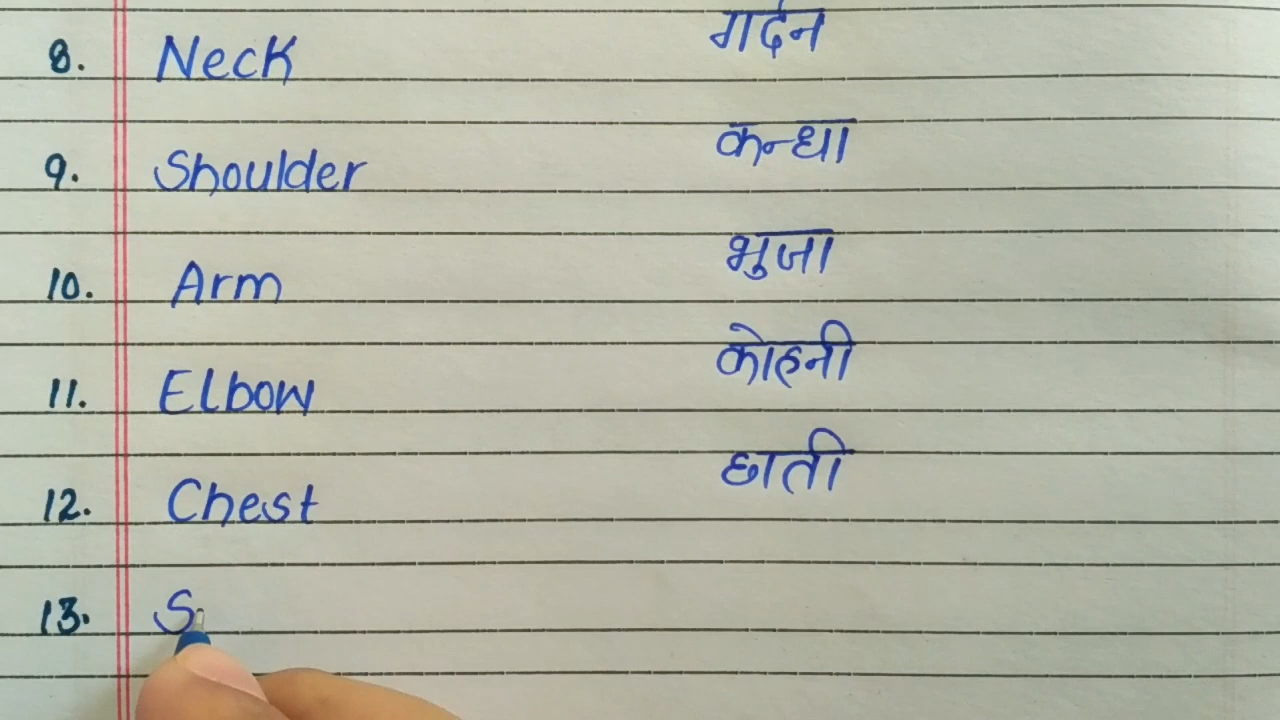 8. Neck गर्दन
9. Shoulder कन्धा
10. Arm भुजा
11. Elbow कोहनी
12. Chest छाती
13. S